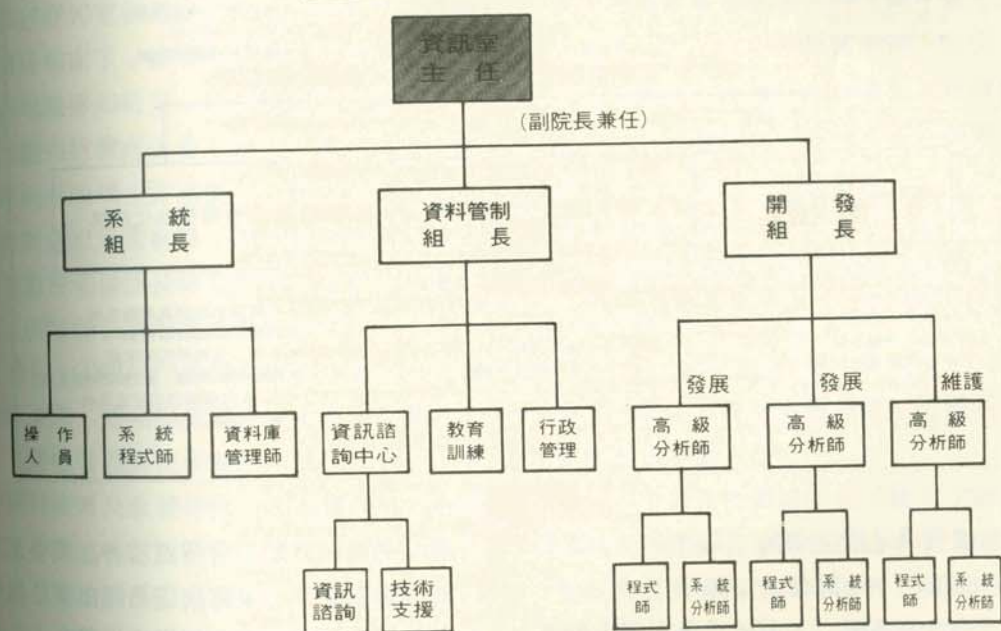 資訊室
主任
(副院長兼任)
系統
組長
資料管制
組長
開發
組長
發展
發展
維護
操作
人員
系統
程式師
資料庫
管理師
資訊諮
詢中心
教育
訓練
行政
管理
高級
分析師
高級
分析師
高級
分析師
資訊
諮詢
技術
支援
程式
師
系統
分析師
程式
師
系統
分析師
程式
師
系統
分析師